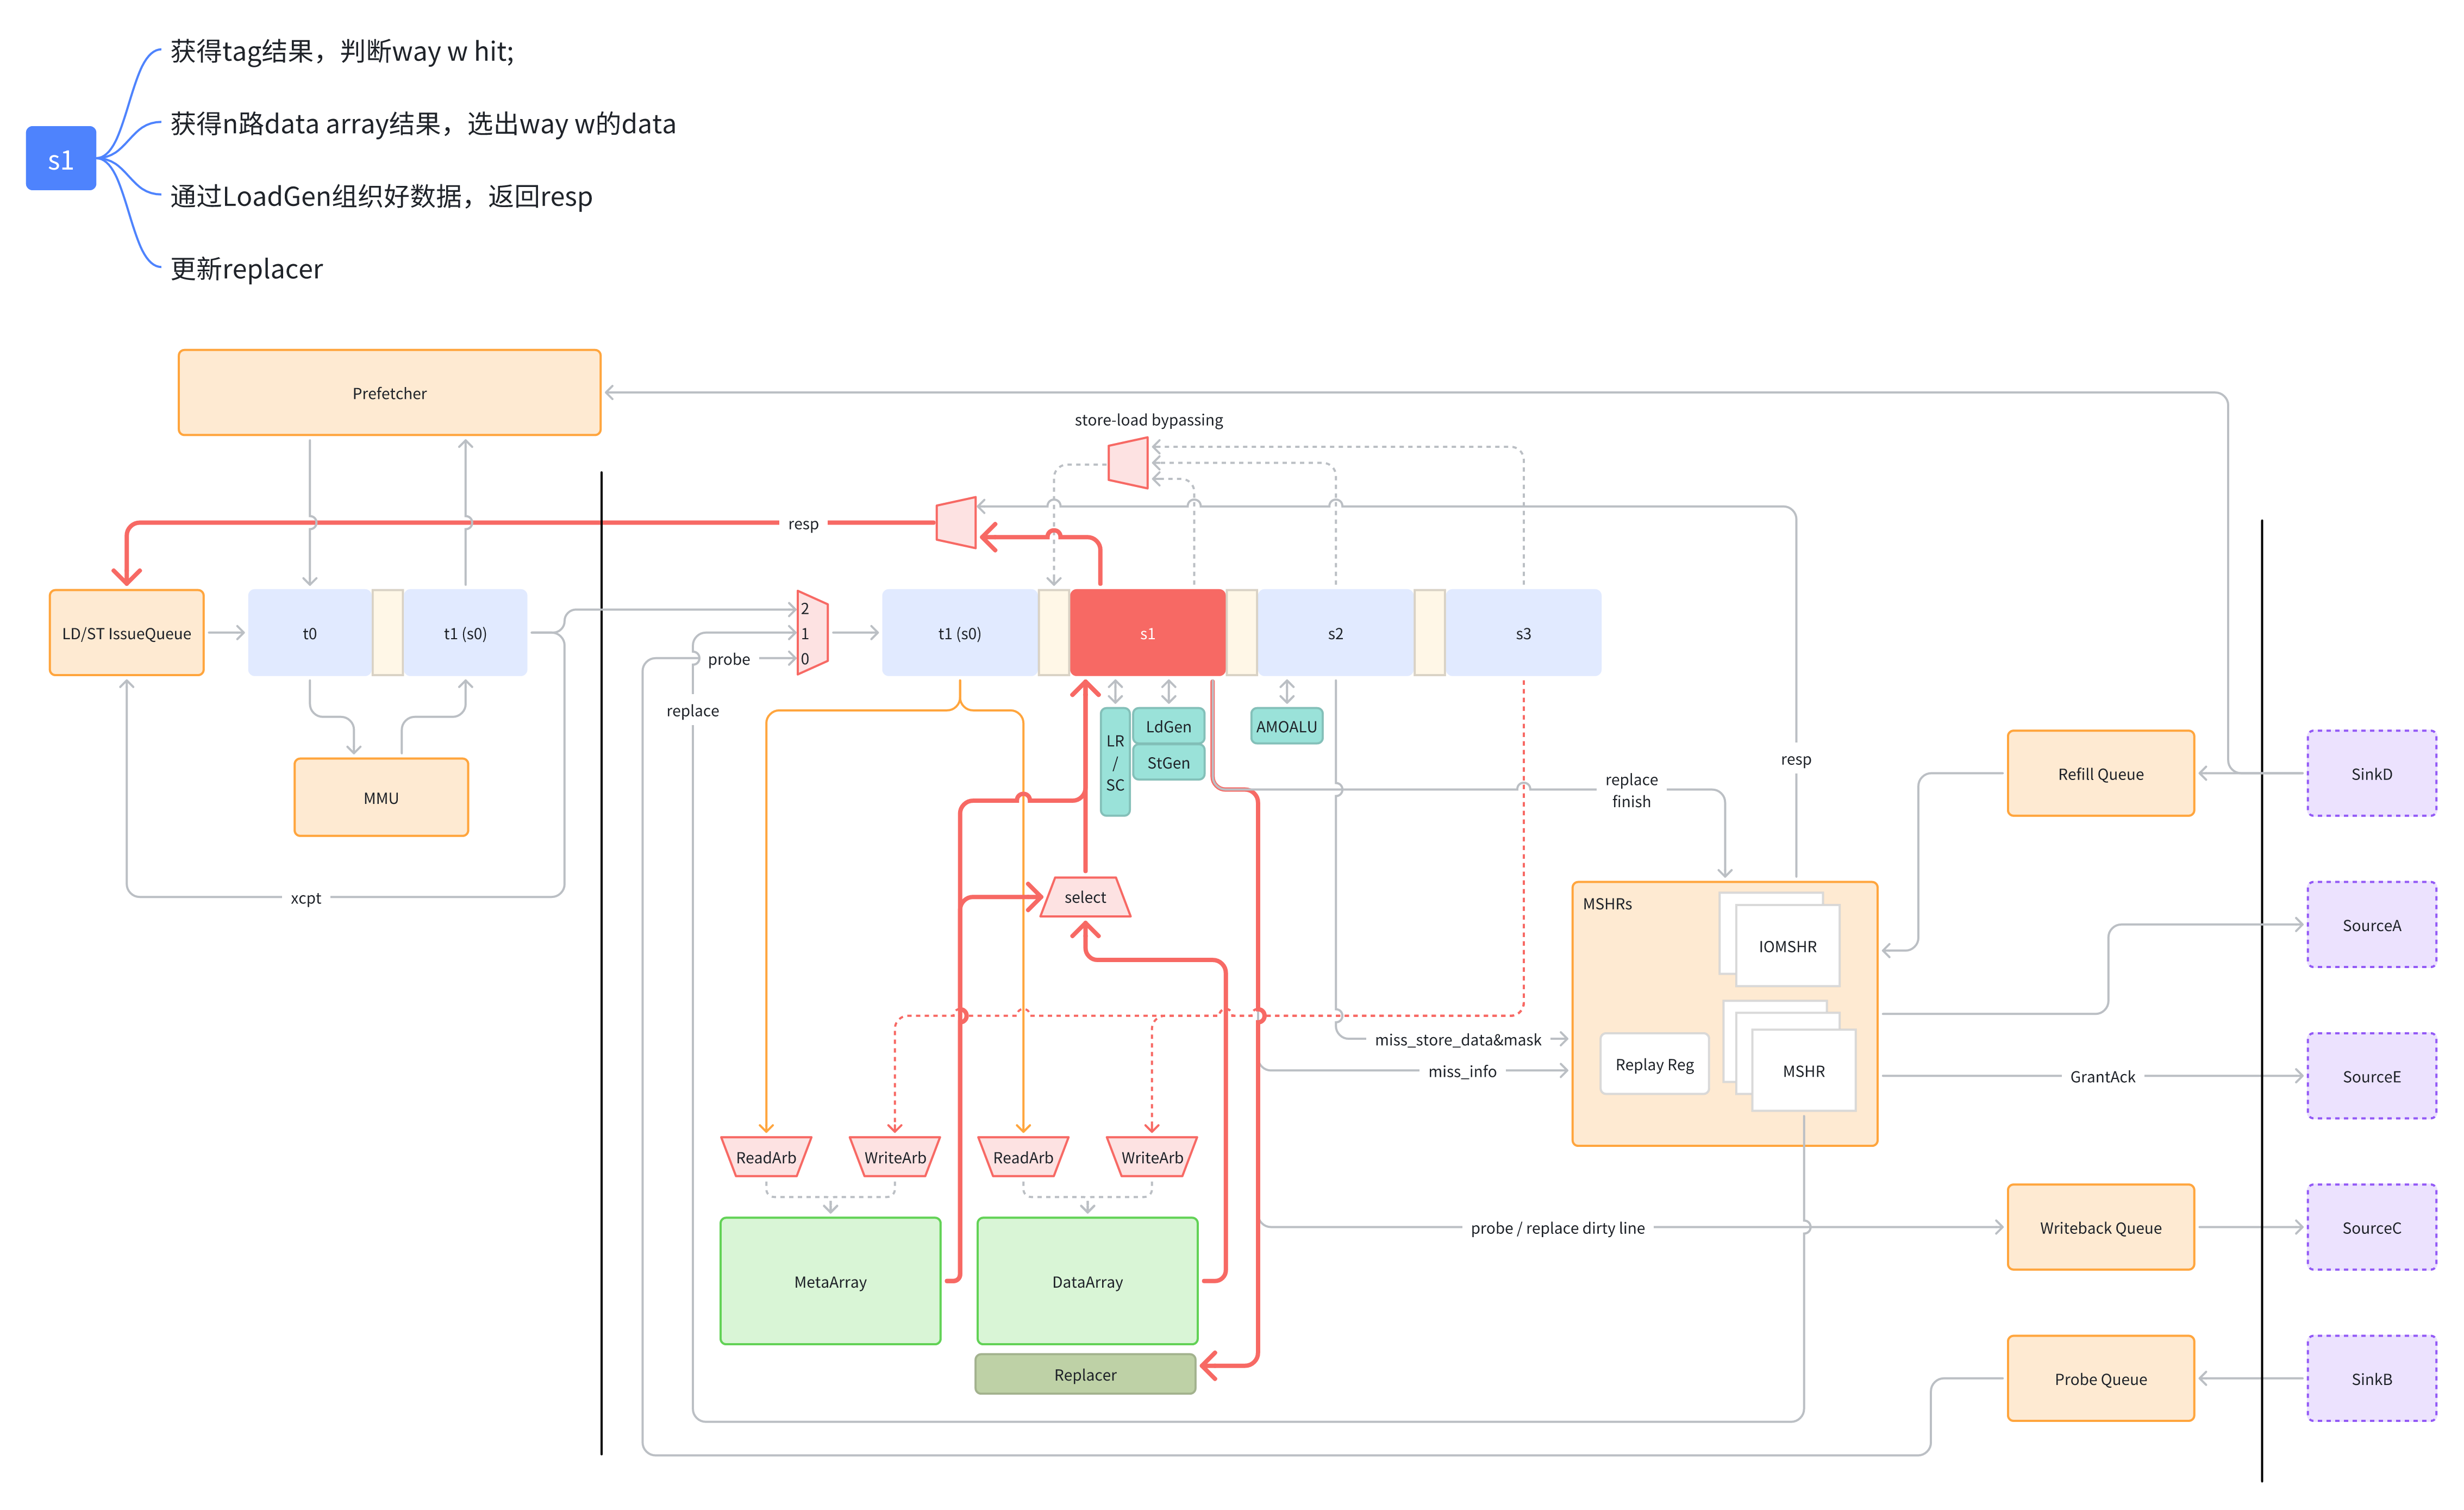 获得tag结果，判断way w hit;
获得n路data array结果，选出way w的data
s1
通过LoadGen组织好数据，返回resp
更新replacer
Prefetcher
store-load bypassing
resp
LD/ST IssueQueue
t0
t1 (s0)
2
1
0
probe
replace
t1 (s0)
s1
s2
s3
LR
/
SC
LdGen
StGen
AMOALU
MMU
xcpt
select
replace
finish
resp
Refill Queue
SinkD
MSHRs
IOMSHR
Replay Reg
MSHR
SourceA
miss_store_data&mask
miss_info
GrantAck
SourceE
ReadArb
WriteArb
ReadArb
WriteArb
MetaArray
DataArray
Replacer
probe / replace dirty line
Writeback Queue
SourceC
Probe Queue
SinkB